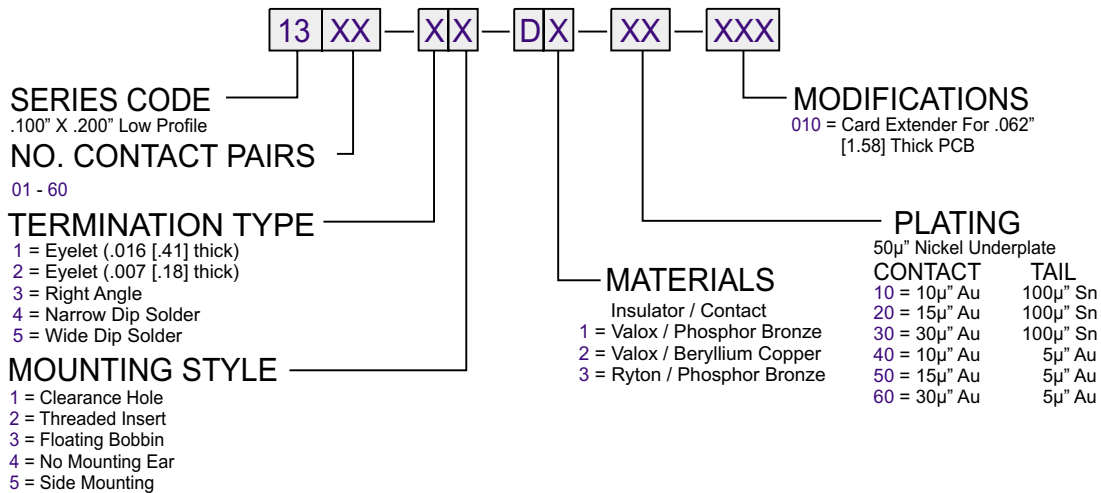 13 XX — X X — D X — XX — XXX
SERIES CODE
.100” X .200” Low Profile
NO. CONTACT PAIRS
01 - 60
TERMINATION TYPE
1 = Eyelet (.016 [.41] thick)
2 = Eyelet (.007 [.18] thick)
3 = Right Angle
4 = Narrow Dip Solder
5 = Wide Dip Solder
MOUNTING STYLE
1 = Clearance Hole
2 = Threaded Insert
3 = Floating Bobbin
4 = No Mounting Ear
5 = Side Mounting
MATERIALS
Insulator / Contact
1 = Valox / Phosphor Bronze
2 = Valox / Beryllium Copper
3 = Ryton / Phosphor Bronze
MODIFICATIONS
010 = Card Extender For .062”
[1.58] Thick PCB
PLATING
50µ” Nickel Underplate
CONTACT TAIL
10 = 10µ” Au 100µ” Sn
20 = 15µ” Au 100µ” Sn
30 = 30µ” Au 100µ” Sn
40 = 10µ” Au 5µ” Au
50 = 15µ” Au 5µ” Au
60 = 30µ” Au 5µ” Au